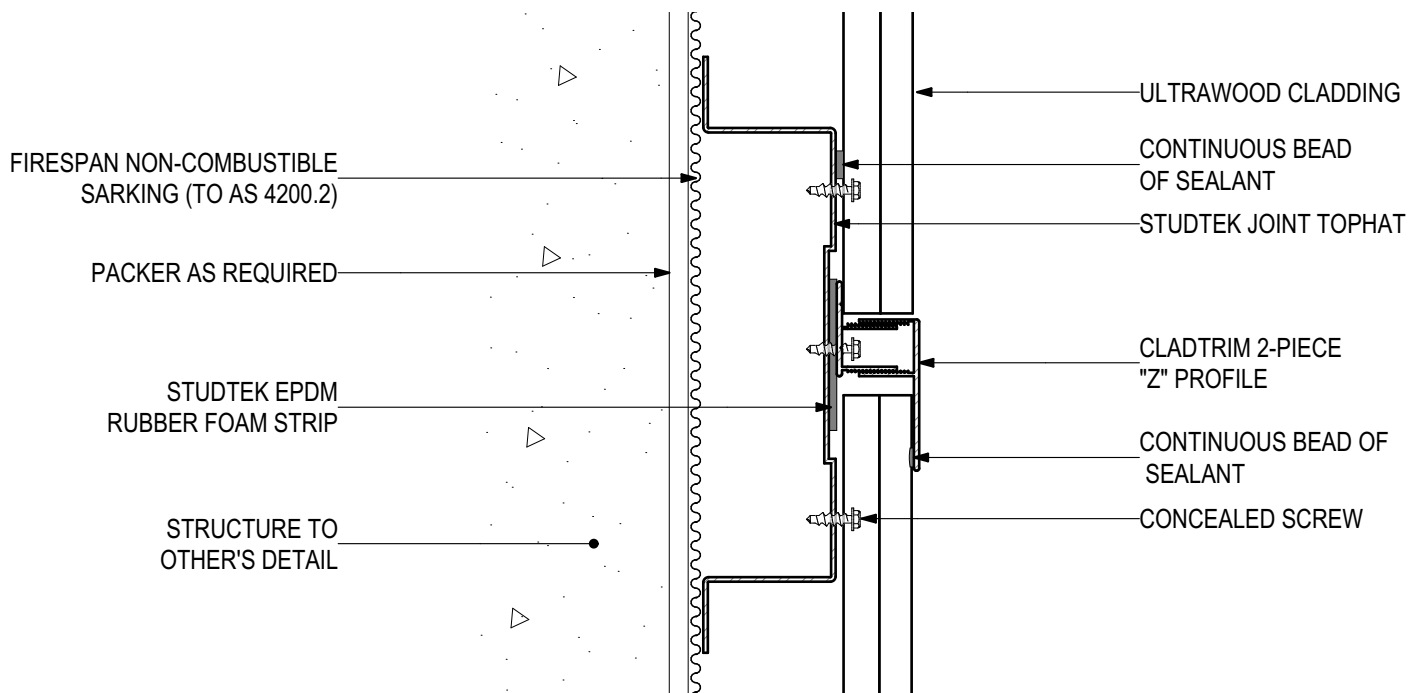 FIRESPAN NON-COMBUSTIBLE
SARKING (TO AS 4200.2)
PACKER AS REQUIRED
STUDTEK EPDM
RUBBER FOAM STRIP
STRUCTURE TO
OTHER'S DETAIL
ULTRAWOOD CLADDING
CONTINUOUS BEAD
OF SEALANT
STUDTEK JOINT TOPHAT
CLADTRIM 2-PIECE
"Z" PROFILE
CONTINUOUS BEAD OF
SEALANT
CONCEALED SCREW